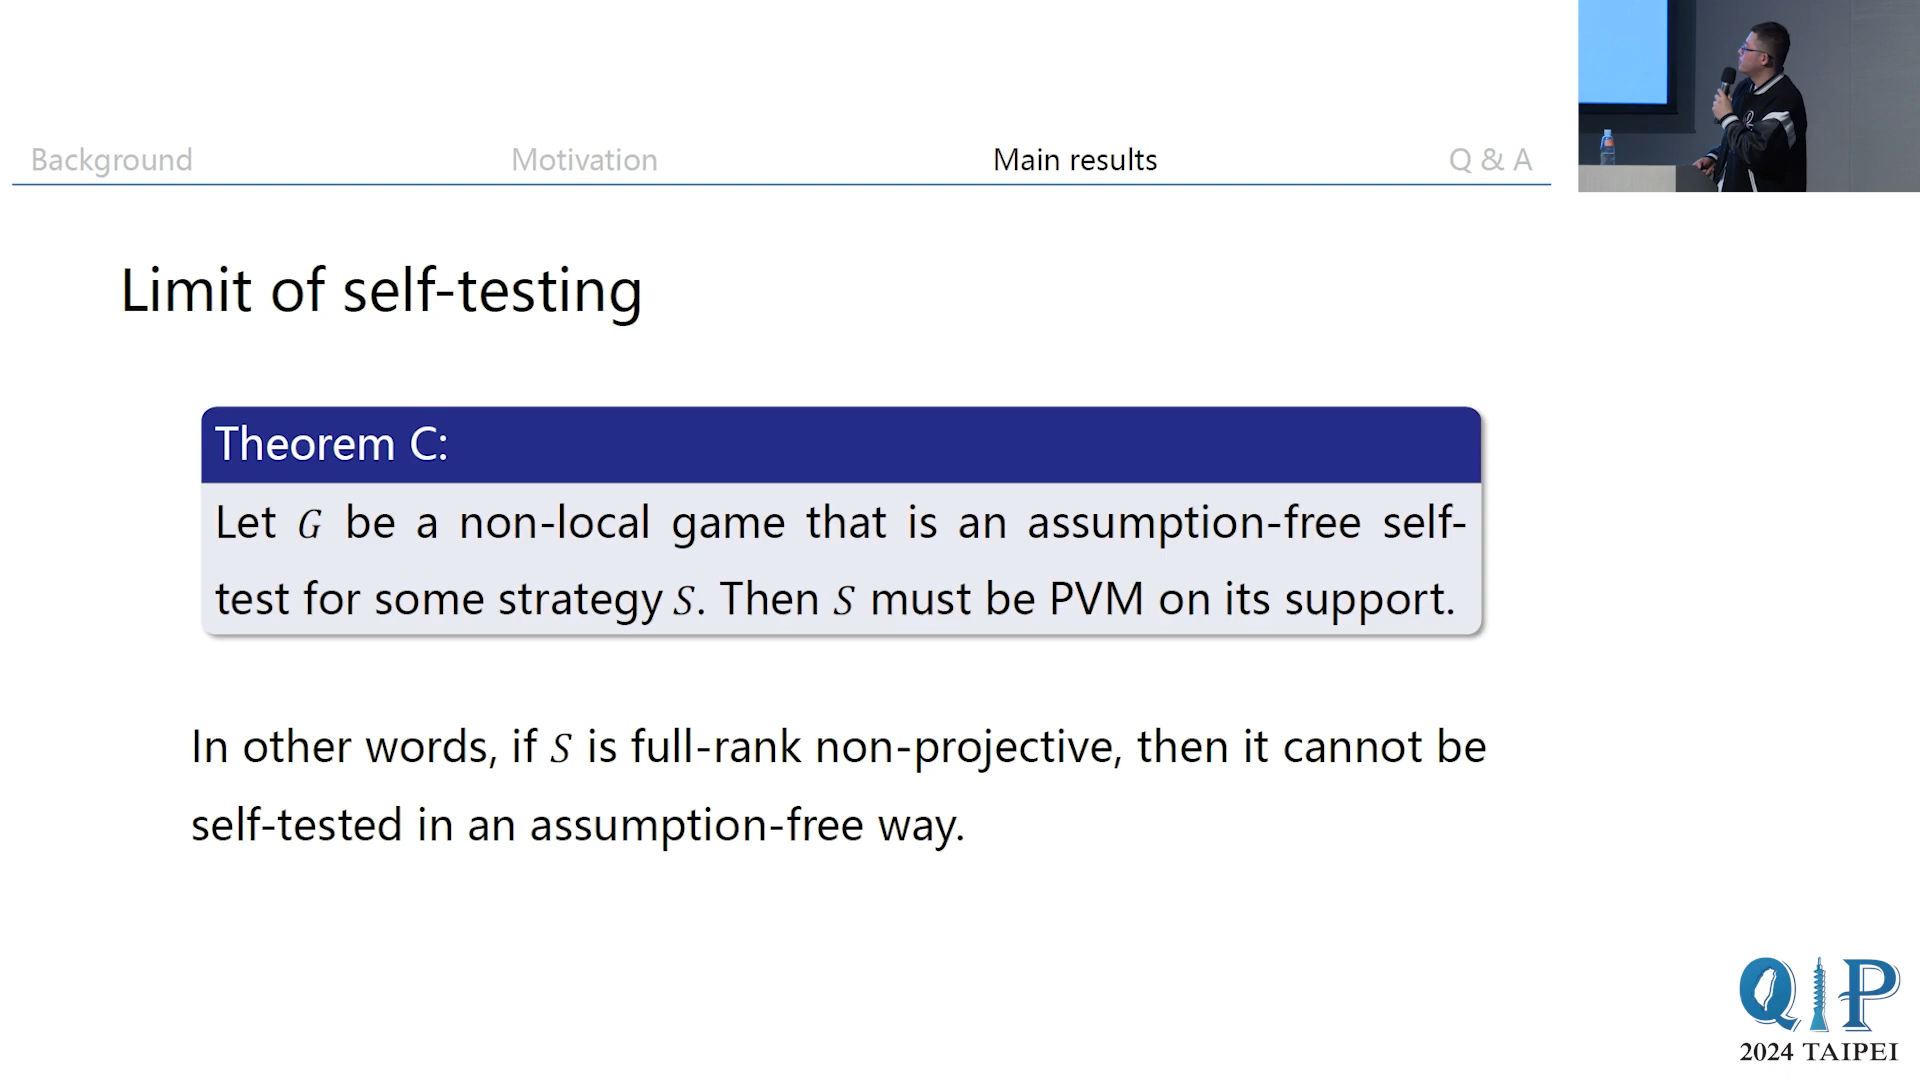 Background Motivation Main results Q & A
Limit of self-testing
Theorem C:
Let G be a non-local game that is an assumption-free self-
test for some strategy S. Then S must be PVM on its support.
In other words, if S is full-rank non-projective, then it cannot be
self-tested in an assumption-free way.
QIP
2024 TAIPEI